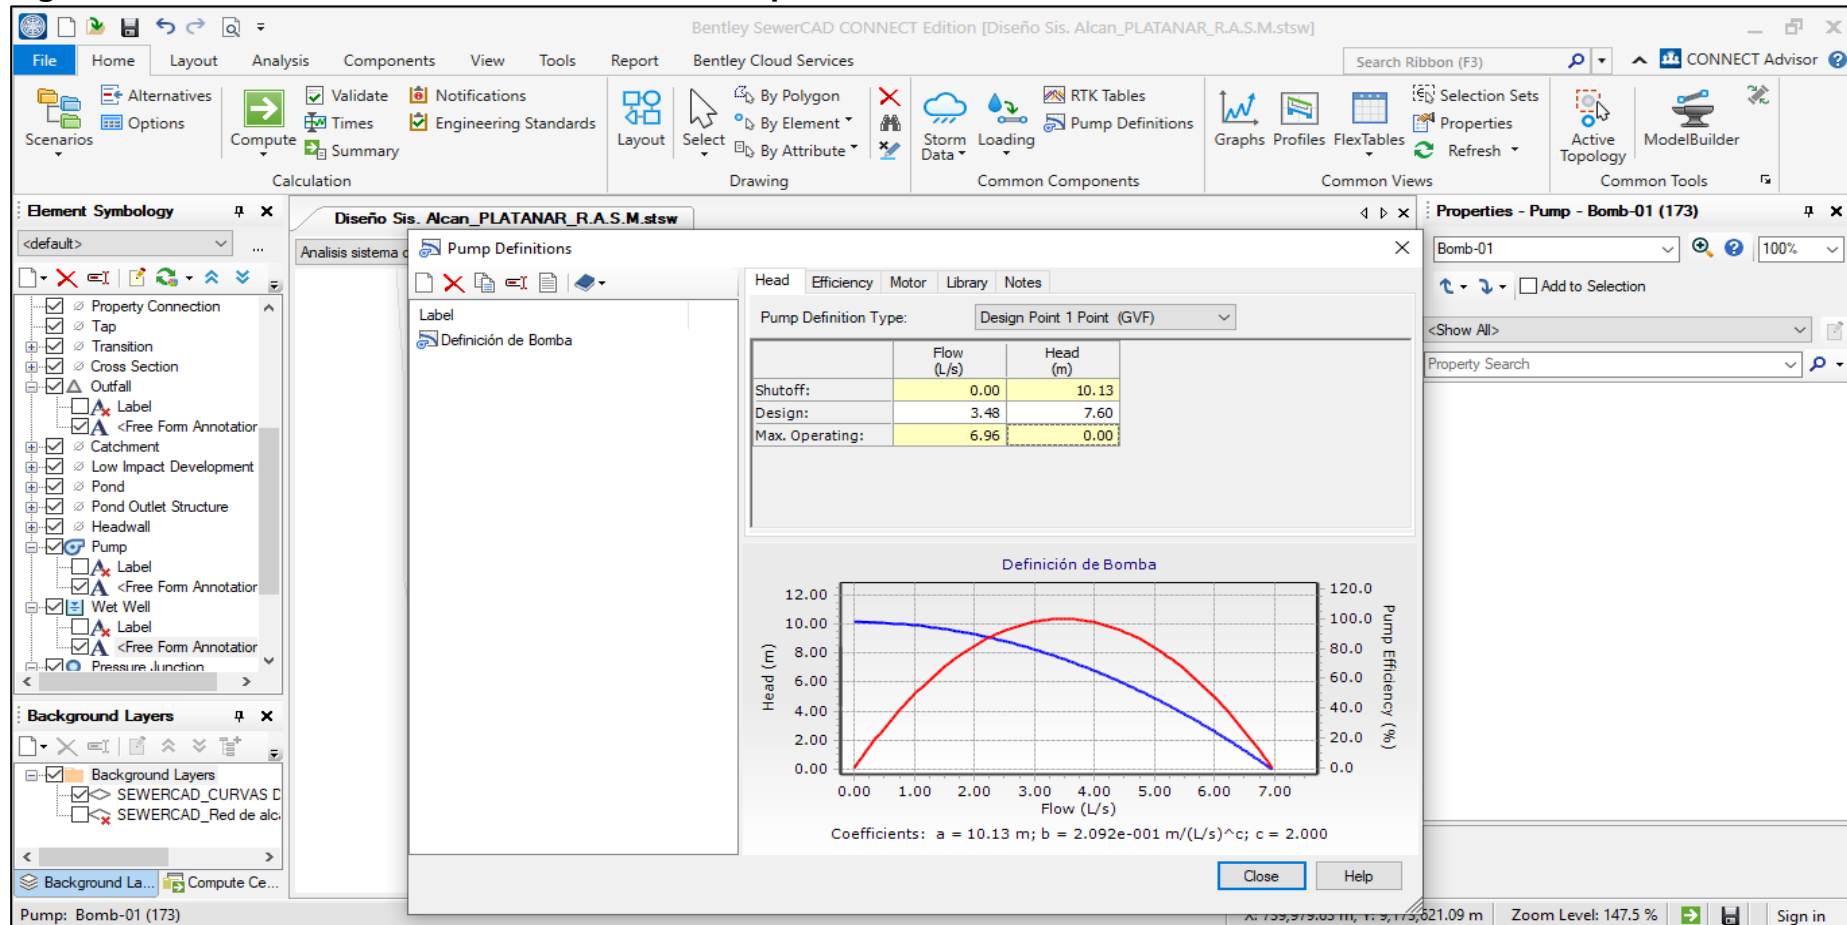 Bentley SewerCAD CONNECT Edition [Diseño Sis. Alcan_PLATANAR_R.A.S.M.stsw]
File Home Layout Analysis Components View Tools Report Bentley Cloud Services Search Ribbon (F3) CONNECT Advisor
Scenarios
Alternatives
Options
Compute
Validate
Times
Summary
Notifications
Engineering Standards
Calculation
Layout
Select
By Polygon
By Element
By Attribute
Drawing
Storm Data
Loading
RTK Tables
Pump Definitions
Common Components
Graphs Profiles FlexTables
Selection Sets
Properties
Refresh
Common Views
Active Topology
ModelBuilder
Common Tools
Element Symbology
<default>
...
Property Connection
Tap
Transition
Cross Section
Outfall
Label
<Free Form Annotation
Catchment
Low Impact Development
Pond
Pond Outlet Structure
Headwall
Pump
Label
<Free Form Annotation
Wet Well
Label
<Free Form Annotation
Pressure Junction
Background Layers
Background Layers
SEWERCAD_CURVAS D
SEWERCAD_Red de alc
Background La... Compute Ce...
Diseño Sis. Alcan_PLATANAR_R.A.S.M.stsw
Analisis sistema
Pump Definitions
Label
Definición de Bomba
Head Efficiency Motor Library Notes
Pump Definition Type: Design Point 1 Point (GVF)
Flow (L/s) Head (m)
Shutoff: 0.00 10.13
Design: 3.48 7.60
Max. Operating: 6.96 0.00
Definición de Bomba
12.00
10.00
8.00
6.00
4.00
2.00
0.00
Head (m)
120.0
100.0
80.0
60.0
40.0
20.0
0.0
Pump Efficiency (%)
0.00 1.00 2.00 3.00 4.00 5.00 6.00 7.00
Flow (L/s)
Coefficients: a = 10.13 m; b = 2.092e-001 m/(L/s)^c; c = 2.000
Close Help
Properties - Pump - Bomb-01 (173)
Bomb-01 100%
Add to Selection
<Show All>
Property Search
Pump: Bomb-01 (173)
Zoom Level: 147.5 % Sign in